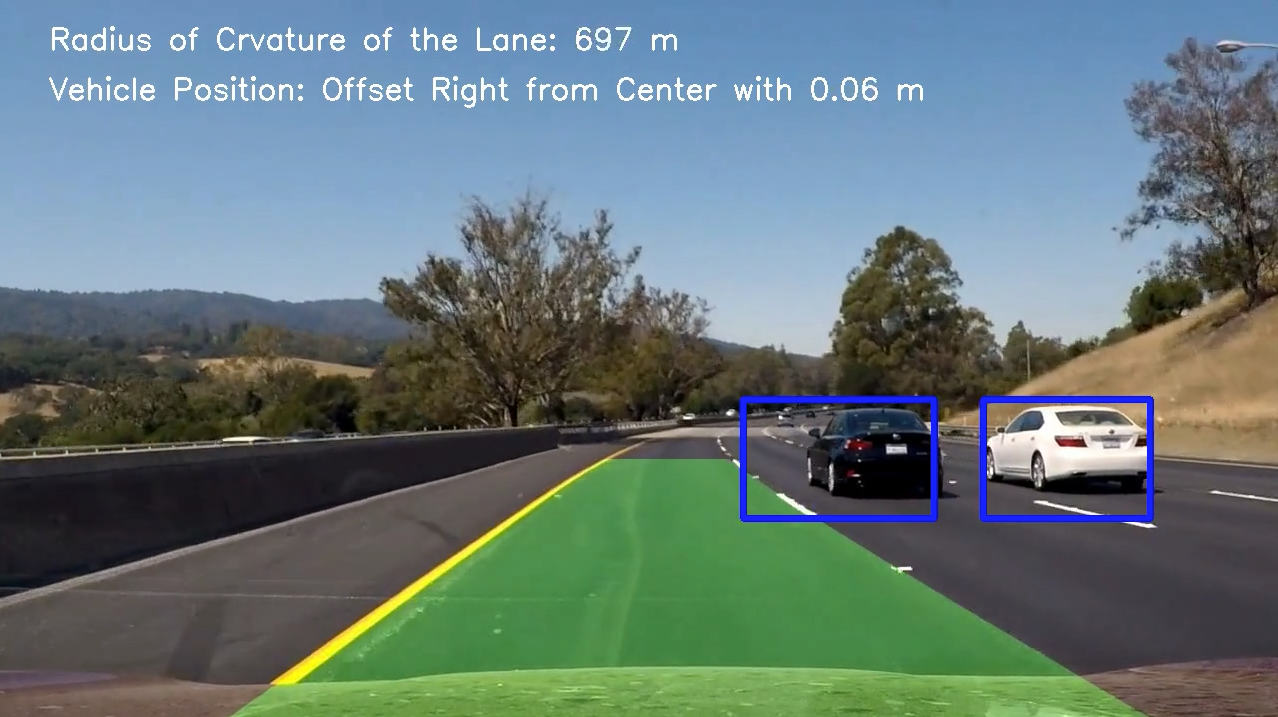 Radius of Crvature of the Lane: 697 m
Vehicle Position: Offset Right from Center with 0.06 m